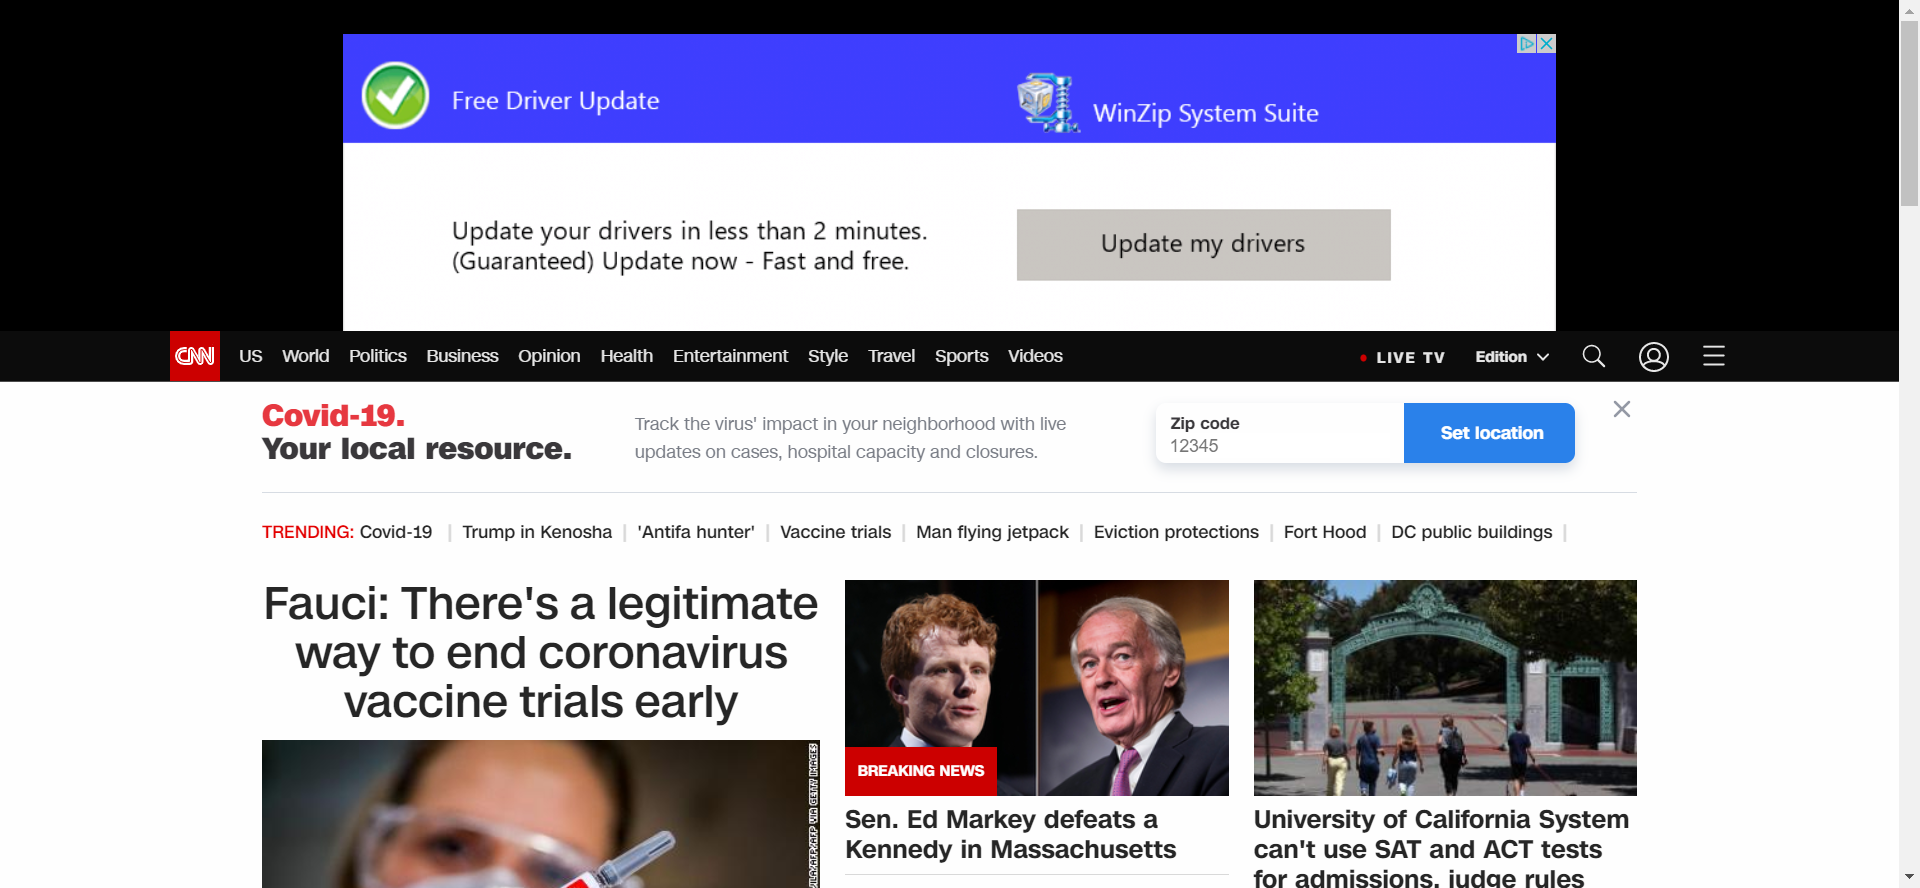 Free Driver Update
WinZip System Suite
Update your drivers in less than 2 minutes.
(Guaranteed) Update now - Fast and free.
Update my drivers
CNN US World Politics Business Opinion Health Entertainment Style Travel Sports Videos LIVE TV Edition
Covid-19.
Your local resource.
Track the virus' impact in your neighborhood with live
updates on cases, hospital capacity and closures.
Zip code
12345
Set location
TRENDING: Covid-19 | Trump in Kenosha | 'Antifa hunter' | Vaccine trials | Man flying jetpack | Eviction protections | Fort Hood | DC public buildings |
Fauci: There's a legitimate
way to end coronavirus
vaccine trials early
AFP/AFP VIA GETTY IMAGES
BREAKING NEWS
Sen. Ed Markey defeats a
Kennedy in Massachusetts
University of California System
can't use SAT and ACT tests
for admissions, judge rules